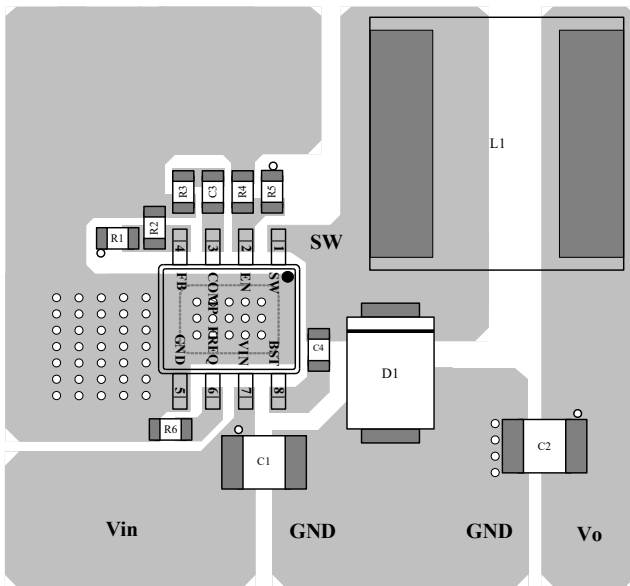 L1
R3
C3
R4
R5
R2
R1
SW
4
3
2
1
FB
COMP
EN
SW
GND
FREQ
VIN
BST
5
6
7
8
C4
D1
R6
C1
C2
Vin
GND
GND
Vo